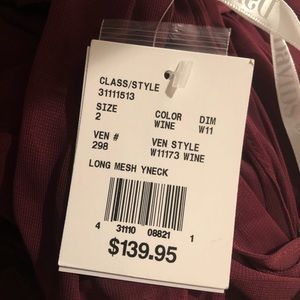 CLASS/STYLE
31111513
SIZE COLOR DIM
2 WINE W11
VEN # VEN STYLE
298 W11173 WINE
LONG MESH YNECK
4 31110 08821 1
$139.95